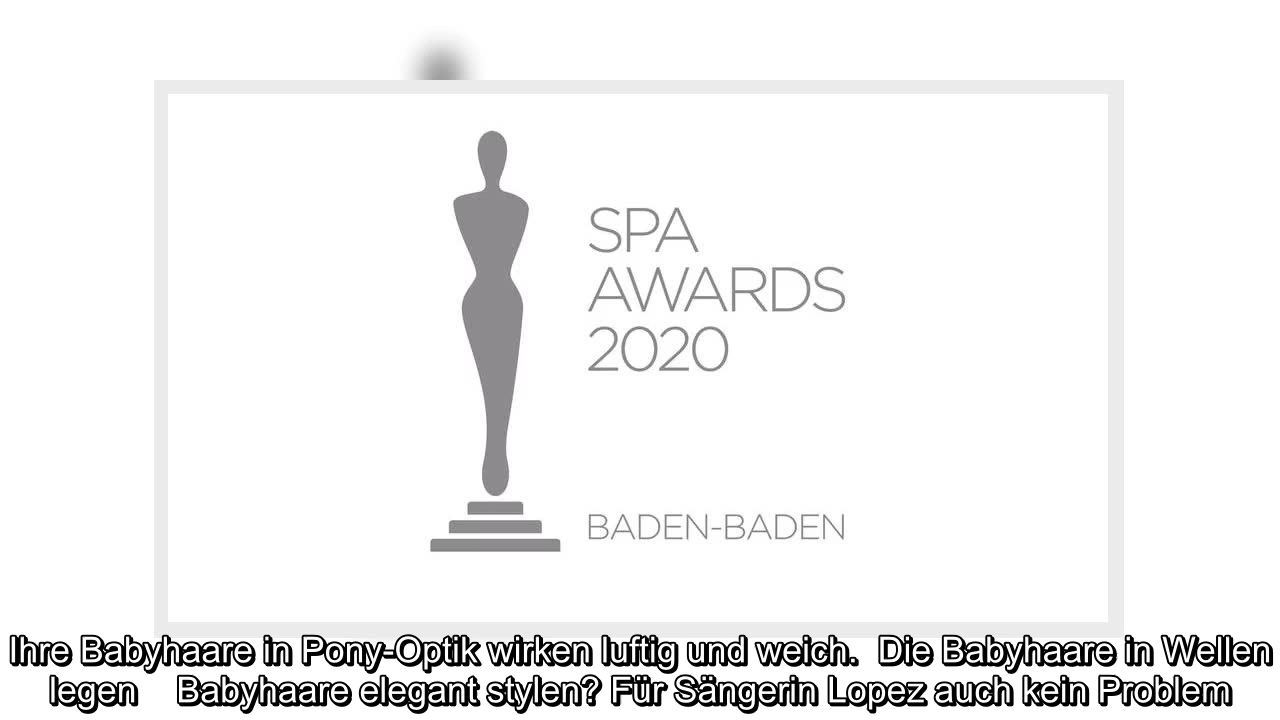 SPA
AWARDS
2020
BADEN-BADEN
Ihre Babyhaare in Pony-Optik wirken luftig und weich.  Die Babyhaare in Wellen
legen    Babyhaare elegant stylen? Für Sängerin Lopez auch kein Problem